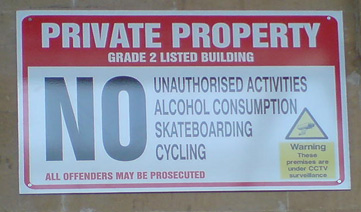 PRIVATE PROPERTY
GRADE 2 LISTED BUILDING
NO
UNAUTHORISED ACTIVITIES
ALCOHOL CONSUMPTION
SKATEBOARDING
CYCLING
ALL OFFENDERS MAY BE PROSECUTED
Warning
These
premises are
under CCTV
surveillance